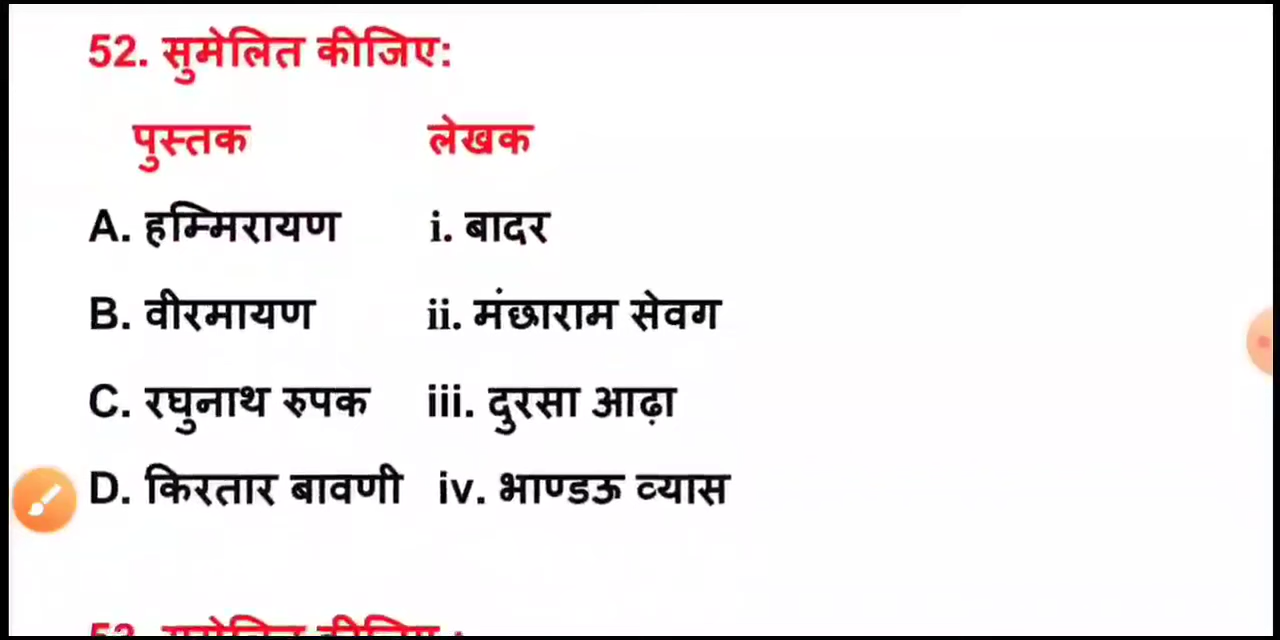 52. सुमेलित कीजिए:
पुस्तक लेखक
A. हम्मिरायण i. बादर
B. वीरमायण ii. मंछाराम सेवग
C. रघुनाथ रुपक iii. दुरसा आढ़ा
D. किरतार बावणी iv. भाण्डऊ व्यास
53. सुमेलित कीजिए :